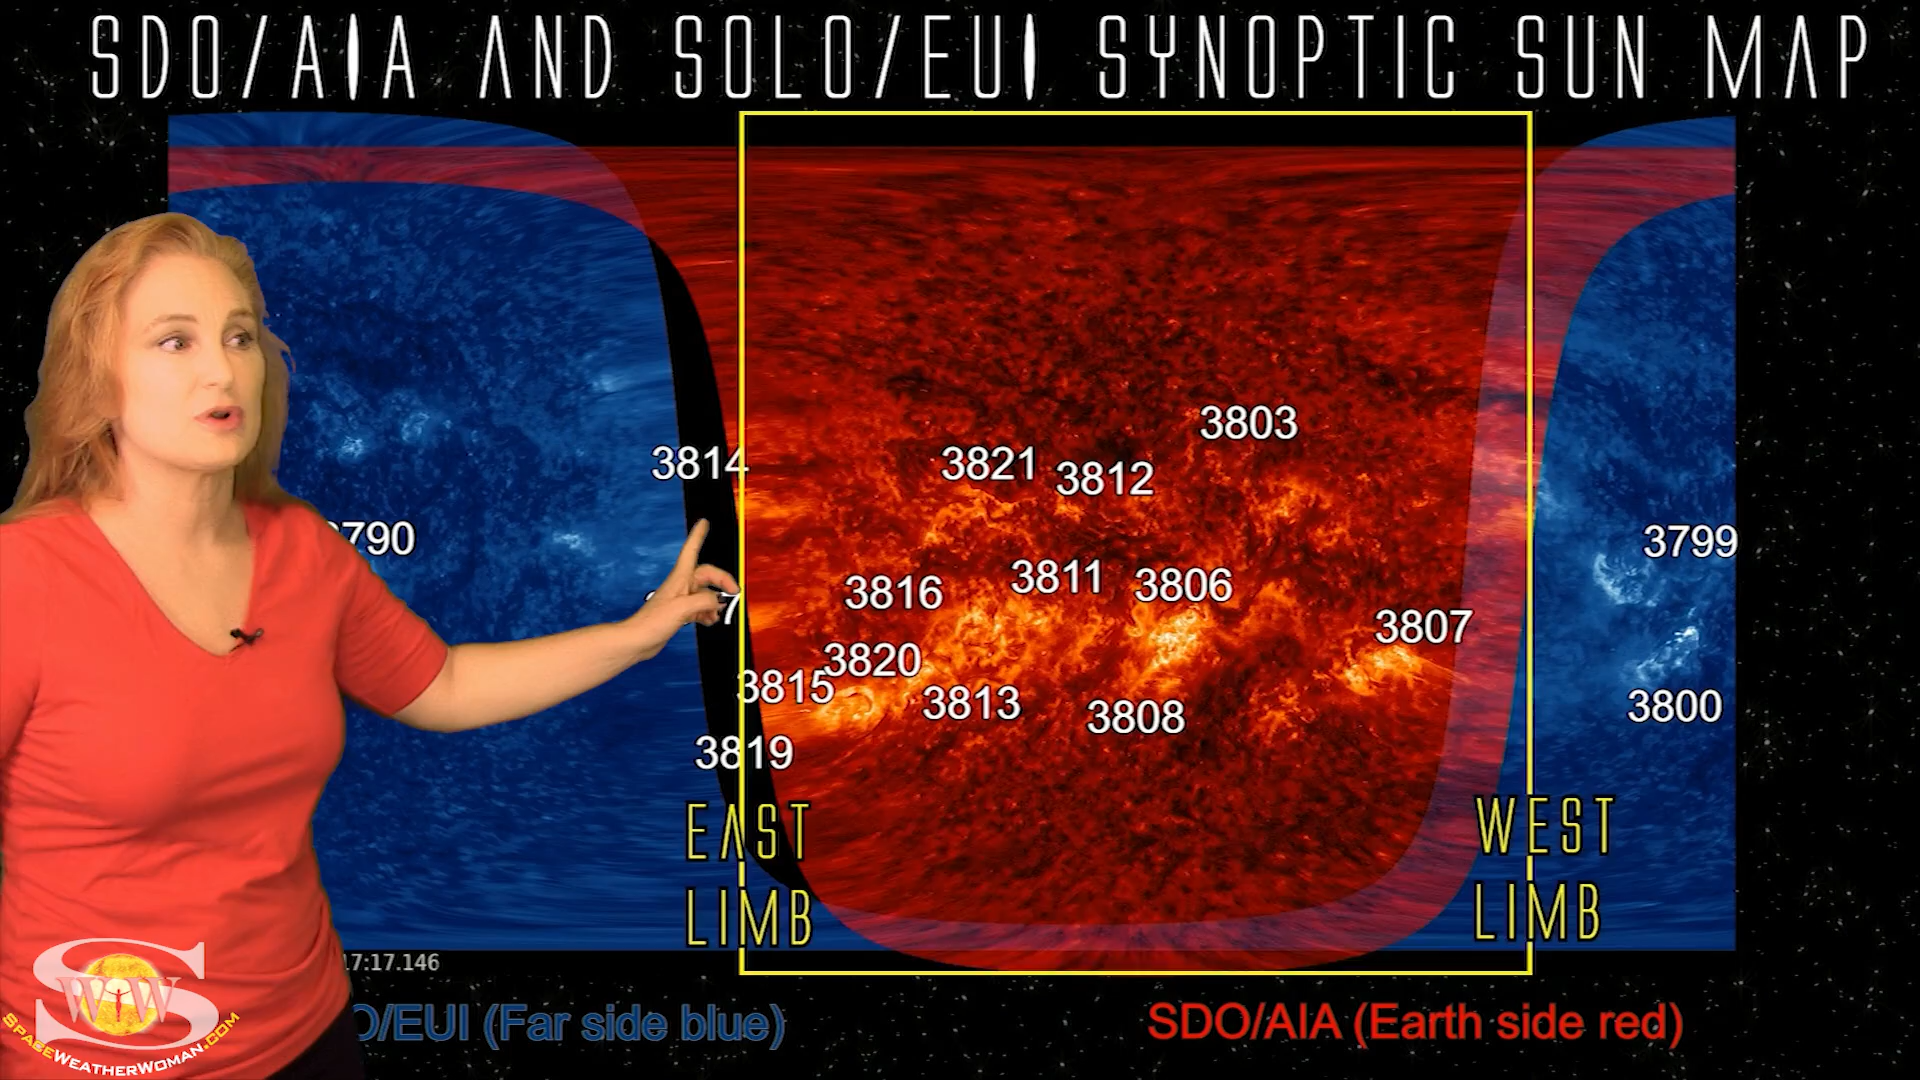 SDO/AIA AND SOLO/EUI SYNOPTIC SUN MAP
3803
3814
3821
3812
790
3799
3811
3806
3816
3807
7
3820
3815
3813
3800
3808
3819
EAST
LIMB
WEST
LIMB
17:17.146
O/EUI (Far side blue)
SDO/AIA (Earth side red)
S
WW
SPACEWEATHERWOMAN.COM